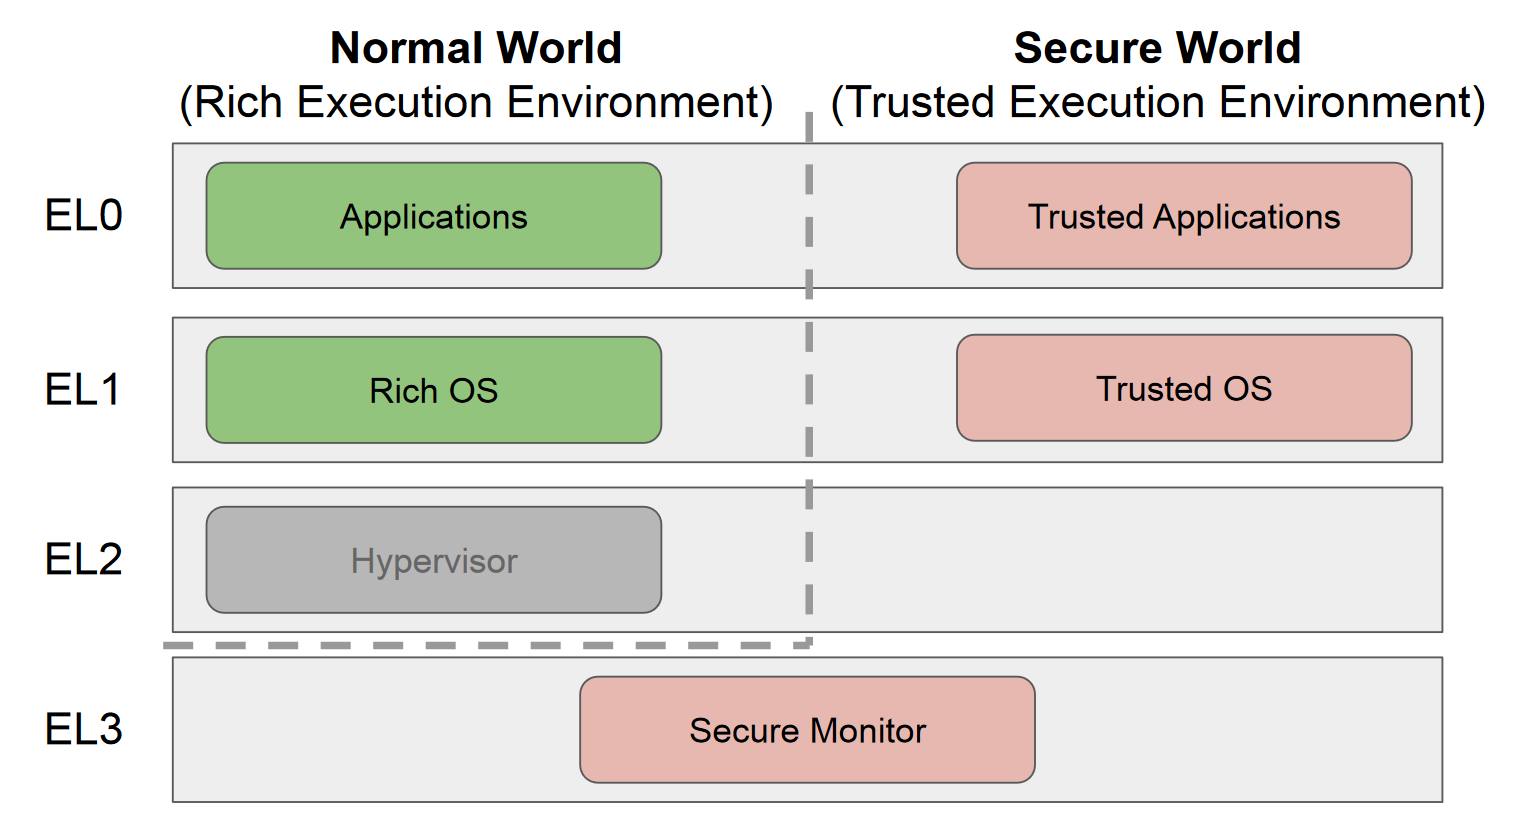 Normal World
(Rich Execution Environment)
Secure World
(Trusted Execution Environment)
EL0
Applications
Trusted Applications
EL1
Rich OS
Trusted OS
EL2
Hypervisor
EL3
Secure Monitor